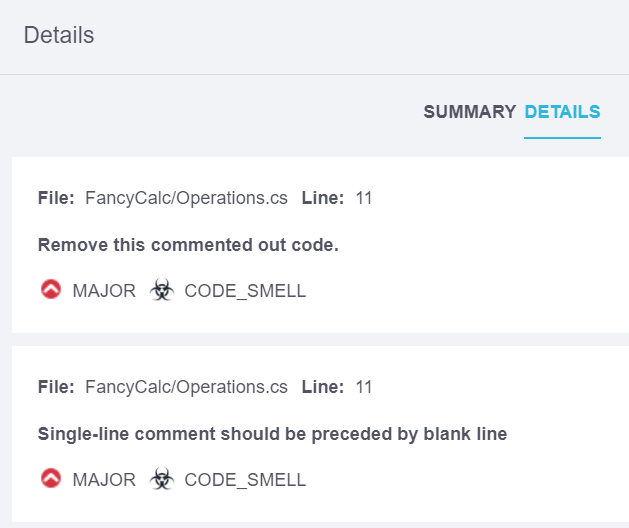 Details
SUMMARY DETAILS
File: FancyCalc/Operations.cs Line: 11
Remove this commented out code.
MAJOR CODE_SMELL
File: FancyCalc/Operations.cs Line: 11
Single-line comment should be preceded by blank line
MAJOR CODE_SMELL